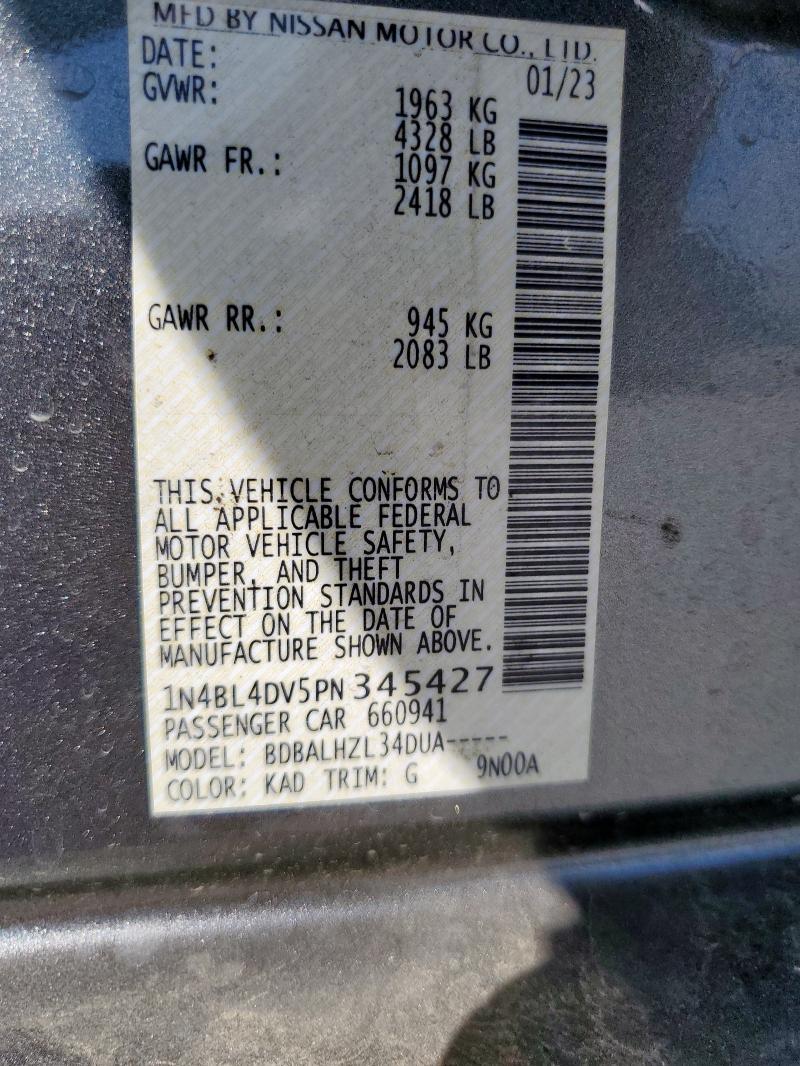 MFD BY NISSAN MOTOR CO., LTD.
DATE: 01/23
GVWR: 1963 KG
4328 LB
GAWR FR.: 1097 KG
2418 LB
GAWR RR.: 945 KG
2083 LB
THIS VEHICLE CONFORMS TO
ALL APPLICABLE FEDERAL
MOTOR VEHICLE SAFETY,
BUMPER, AND THEFT
PREVENTION STANDARDS IN
EFFECT ON THE DATE OF
MANUFACTURE SHOWN ABOVE.
1N4BL4DV5PN 345427
PASSENGER CAR 660941
MODEL: BDBALHZL34DUA-----
COLOR: KAD TRIM: G 9N00A